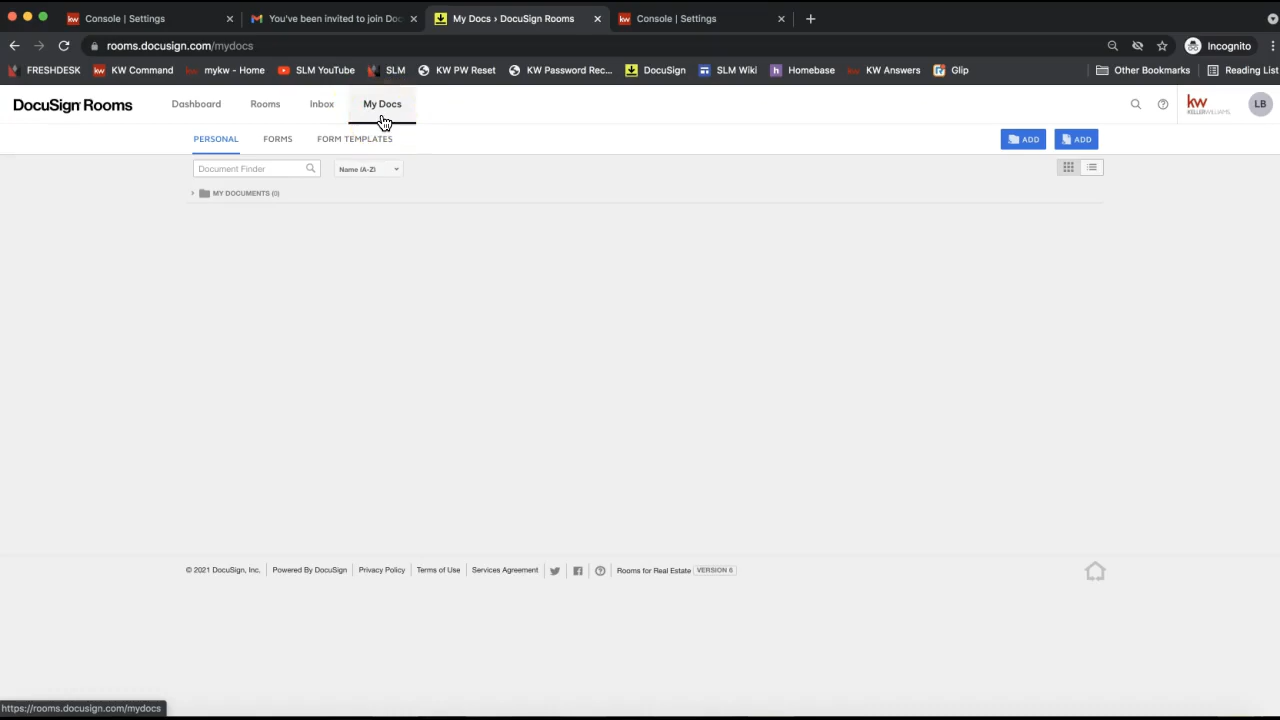 Console | Settings
You've been invited to join Doc
My Docs › DocuSign Rooms
Console | Settings
rooms.docusign.com/mydocs
Incognito
FRESHDESK
KW Command
mykw - Home
SLM YouTube
SLM
KW PW Reset
KW Password Rec...
DocuSign
SLM Wiki
Homebase
KW Answers
Glip
Other Bookmarks
Reading List
DocuSign Rooms
Dashboard
Rooms
Inbox
My Docs
kw
KELLERWILLIAMS
LB
PERSONAL
FORMS
FORM TEMPLATES
ADD
ADD
Document Finder
Name (A-Z)
MY DOCUMENTS (0)
© 2021 DocuSign, Inc.
Powered By DocuSign
Privacy Policy
Terms of Use
Services Agreement
Rooms for Real Estate
VERSION 6
https://rooms.docusign.com/mydocs